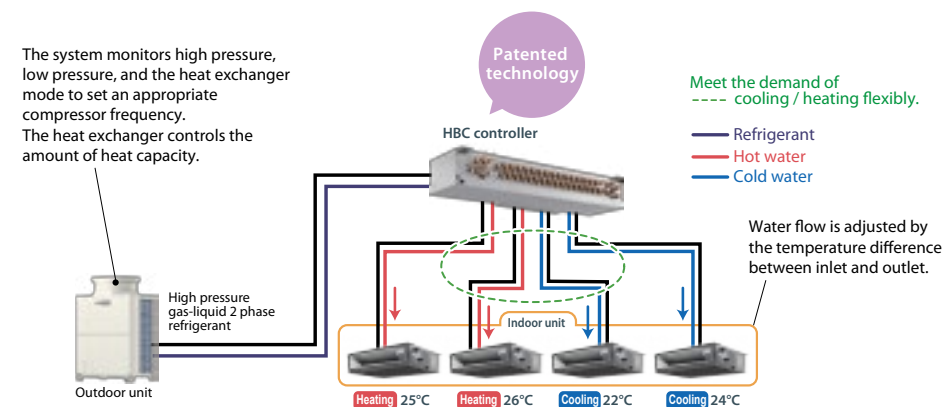 The system monitors high pressure,
low pressure, and the heat exchanger
mode to set an appropriate
compressor frequency.
The heat exchanger controls the
amount of heat capacity.
Patented
technology
HBC controller
Meet the demand of
cooling / heating flexibly.
Refrigerant
Hot water
Cold water
Water flow is adjusted by
the temperature difference
between inlet and outlet.
High pressure
gas-liquid 2 phase
refrigerant
Outdoor unit
Indoor unit
Heating 25°C
Heating 26°C
Cooling 22°C
Cooling 24°C